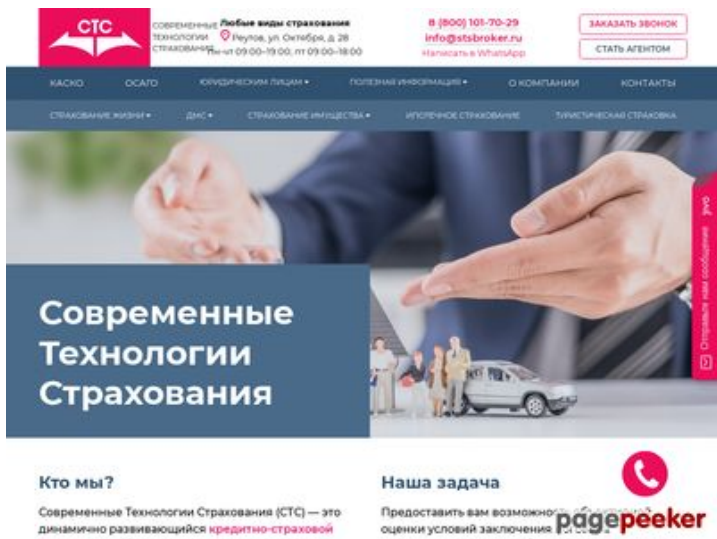 СТС
СОВРЕМЕННЫЕ
ТЕХНОЛОГИИ
СТРАХОВАНИЯ
Любые виды страхования
Реутов, ул. Октября, д. 28
Пн-чт 09:00–19:00, пт 09:00–18:00
8 (800) 101-70-29
info@stsbroker.ru
Написать в WhatsApp
ЗАКАЗАТЬ ЗВОНОК
СТАТЬ АГЕНТОМ
КАСКО ОСАГО ЮРИДИЧЕСКИМ ЛИЦАМ ПОЛЕЗНАЯ ИНФОРМАЦИЯ О КОМПАНИИ КОНТАКТЫ
СТРАХОВАНИЕ ЖИЗНИ ДМС СТРАХОВАНИЕ ИМУЩЕСТВА ИПОТЕЧНОЕ СТРАХОВАНИЕ ТУРИСТИЧЕСКАЯ СТРАХОВКА
Отправьте нам сообщение jivo
Современные
Технологии
Страхования
Кто мы?
Современные Технологии Страхования (СТС) — это
динамично развивающийся кредитно-страховой
Наша задача
Предоставить вам возможность
оценки условий заключения
pagepeeker